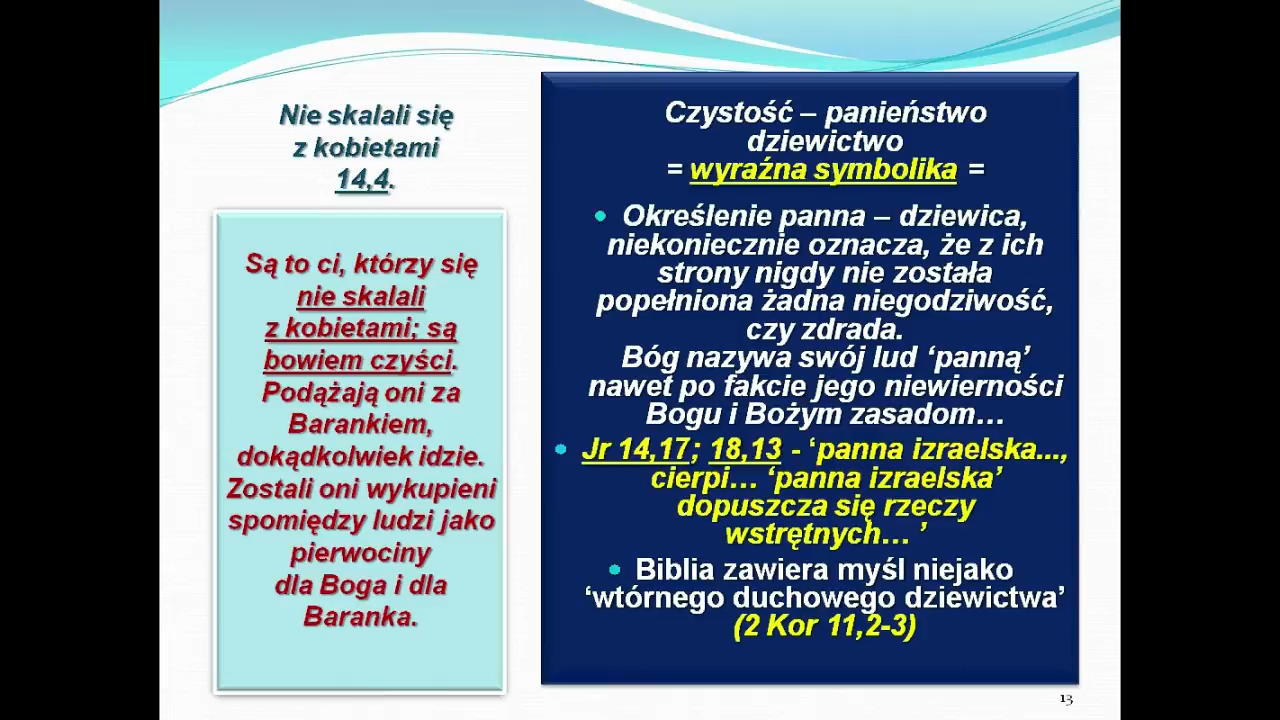 Nie skalali się
z kobietami
14,4.
Są to ci, którzy się
nie skalali
z kobietami; są
bowiem czyści.
Podążają oni za
Barankiem,
dokądkolwiek idzie.
Zostali oni wykupieni
spomiędzy ludzi jako
pierwociny
dla Boga i dla
Baranka.
Czystość – panieństwo
dziewictwo
= wyraźna symbolika =
• Określenie panna – dziewica,
niekoniecznie oznacza, że z ich
strony nigdy nie została
popełniona żadna niegodziwość,
czy zdrada.
Bóg nazywa swój lud ‘panną’
nawet po fakcie jego niewierności
Bogu i Bożym zasadom…
• Jr 14,17; 18,13 - ‘panna izraelska...,
cierpi… ‘panna izraelska’
dopuszcza się rzeczy
wstrętnych… ’
• Biblia zawiera myśl niejako
‘wtórnego duchowego dziewictwa’
(2 Kor 11,2-3)
13